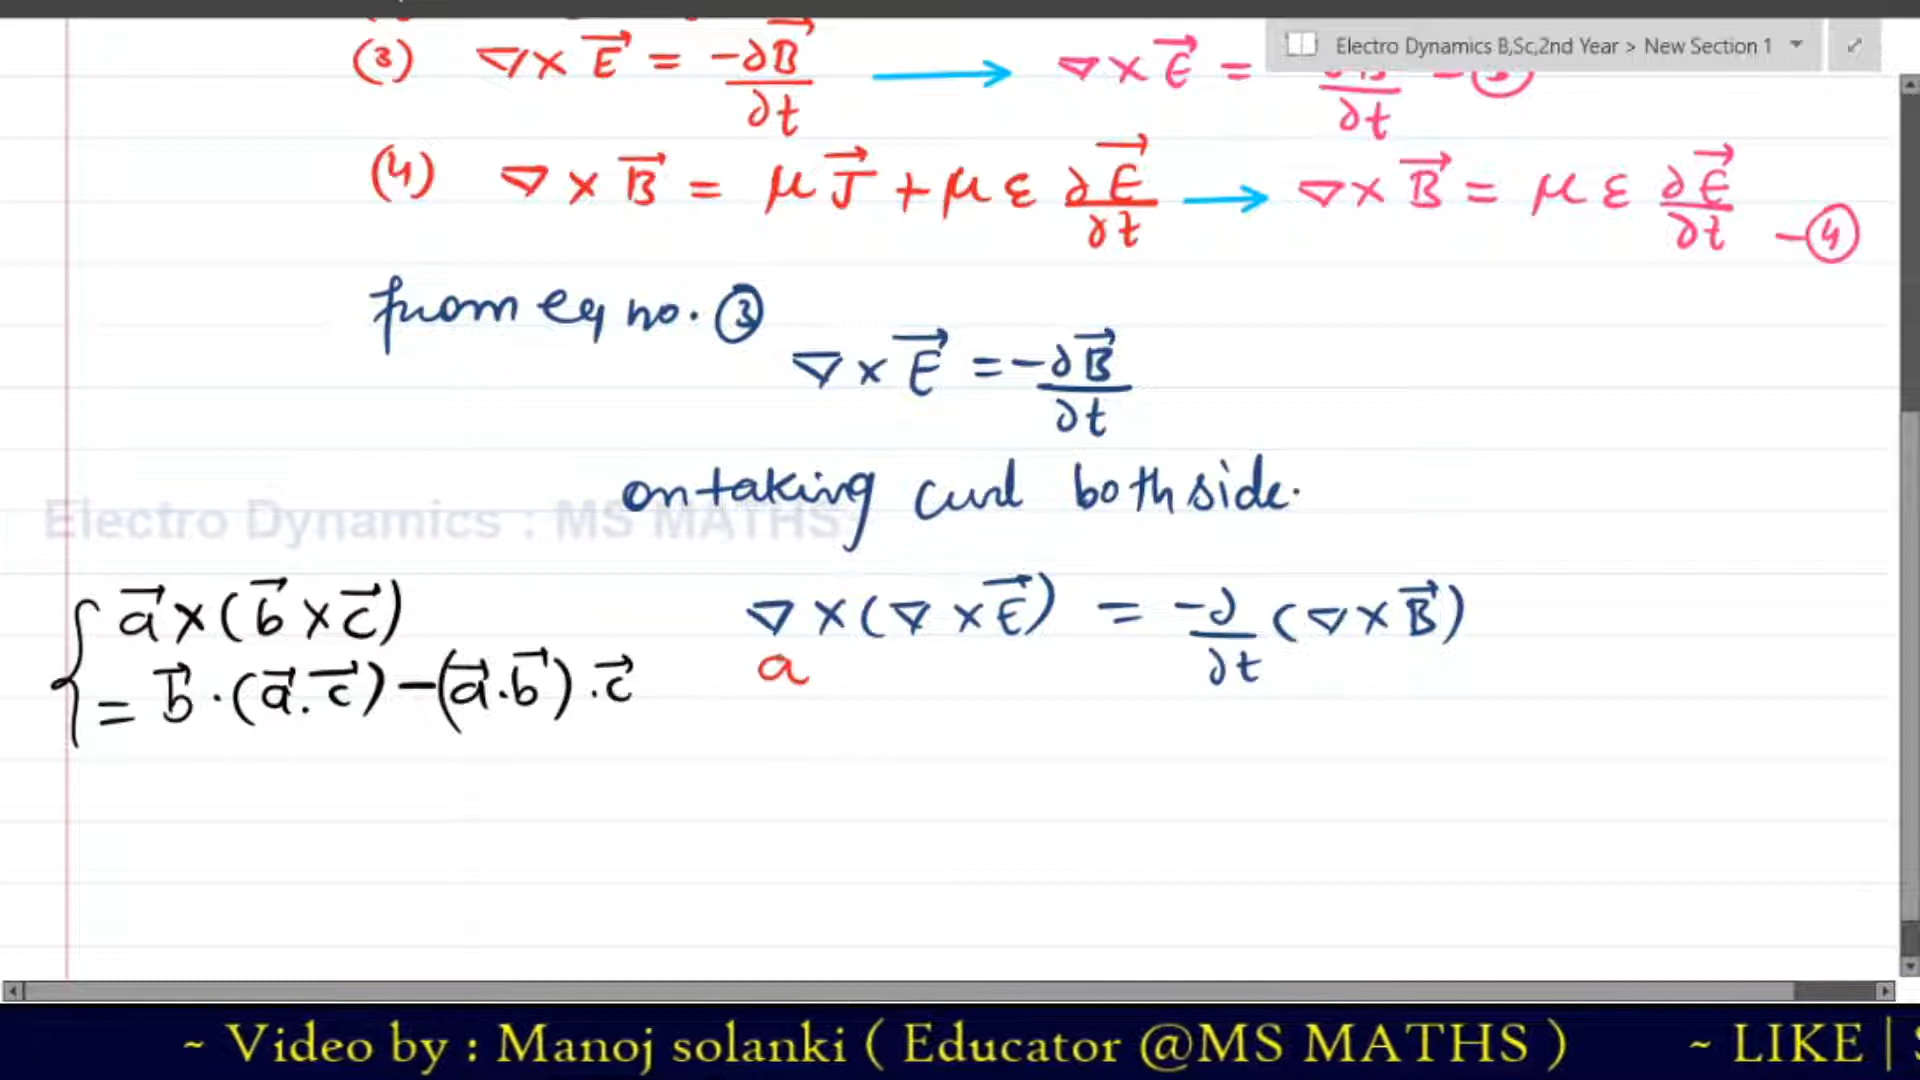 Electro Dynamics B,Sc,2nd Year > New Section 1
(3) ∇×E⃗ = -∂B⃗/∂t → ∇×E⃗ = ∂B⃗/∂t -③
(4) ∇×B⃗ = μJ⃗ + με ∂E⃗/∂t → ∇×B⃗ = με ∂E⃗/∂t -④
from eq no. ③
∇×E⃗ = -∂B⃗/∂t
on taking curl both side.
Electro Dynamics : MS MATHS
{ a⃗×(b⃗×c⃗)
= b⃗·(a⃗.c⃗)-(a⃗.b⃗).c⃗
∇×(∇×E⃗) = -∂/∂t (∇×B⃗)
a
~ Video by : Manoj solanki ( Educator @MS MATHS ) ~ LIKE |